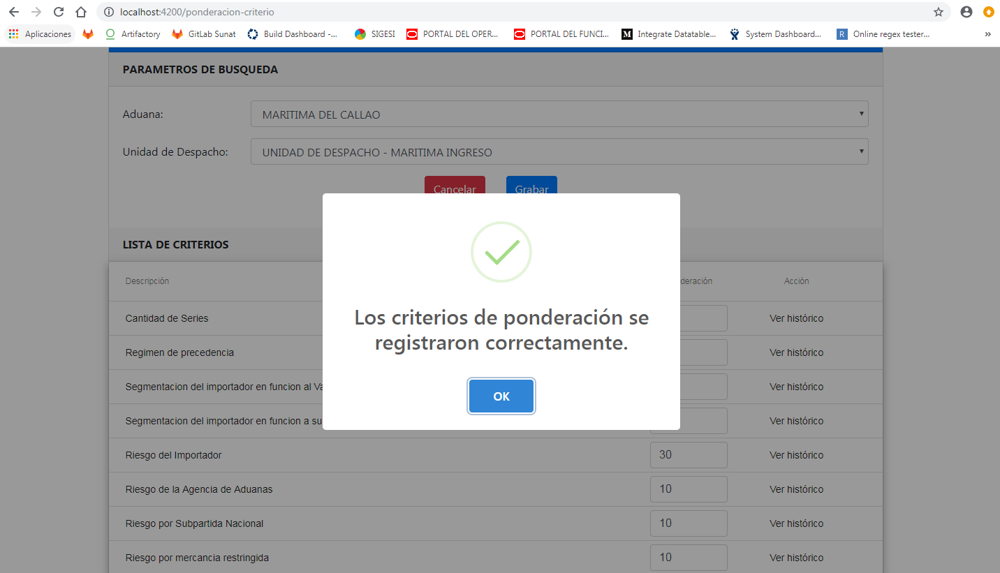 localhost:4200/ponderacion-criterio
Aplicaciones Artifactory GitLab Sunat Build Dashboard -... SIGESI PORTAL DEL OPER... PORTAL DEL FUNCI... M Integrate Datatable... System Dashboard... R Online regex tester... »
PARAMETROS DE BUSQUEDA
Aduana: MARITIMA DEL CALLAO
Unidad de Despacho: UNIDAD DE DESPACHO - MARITIMA INGRESO
Cancelar Grabar
LISTA DE CRITERIOS
Descripción deración Acción
Cantidad de Series Ver histórico
Regimen de precedencia Ver histórico
Segmentacion del importador en funcion al Va Ver histórico
Segmentacion del importador en funcion a su Ver histórico
Riesgo del Importador 30 Ver histórico
Riesgo de la Agencia de Aduanas 10 Ver histórico
Riesgo por Subpartida Nacional 10 Ver histórico
Riesgo por mercancia restringida 10 Ver histórico
Los criterios de ponderación se
registraron correctamente.
OK